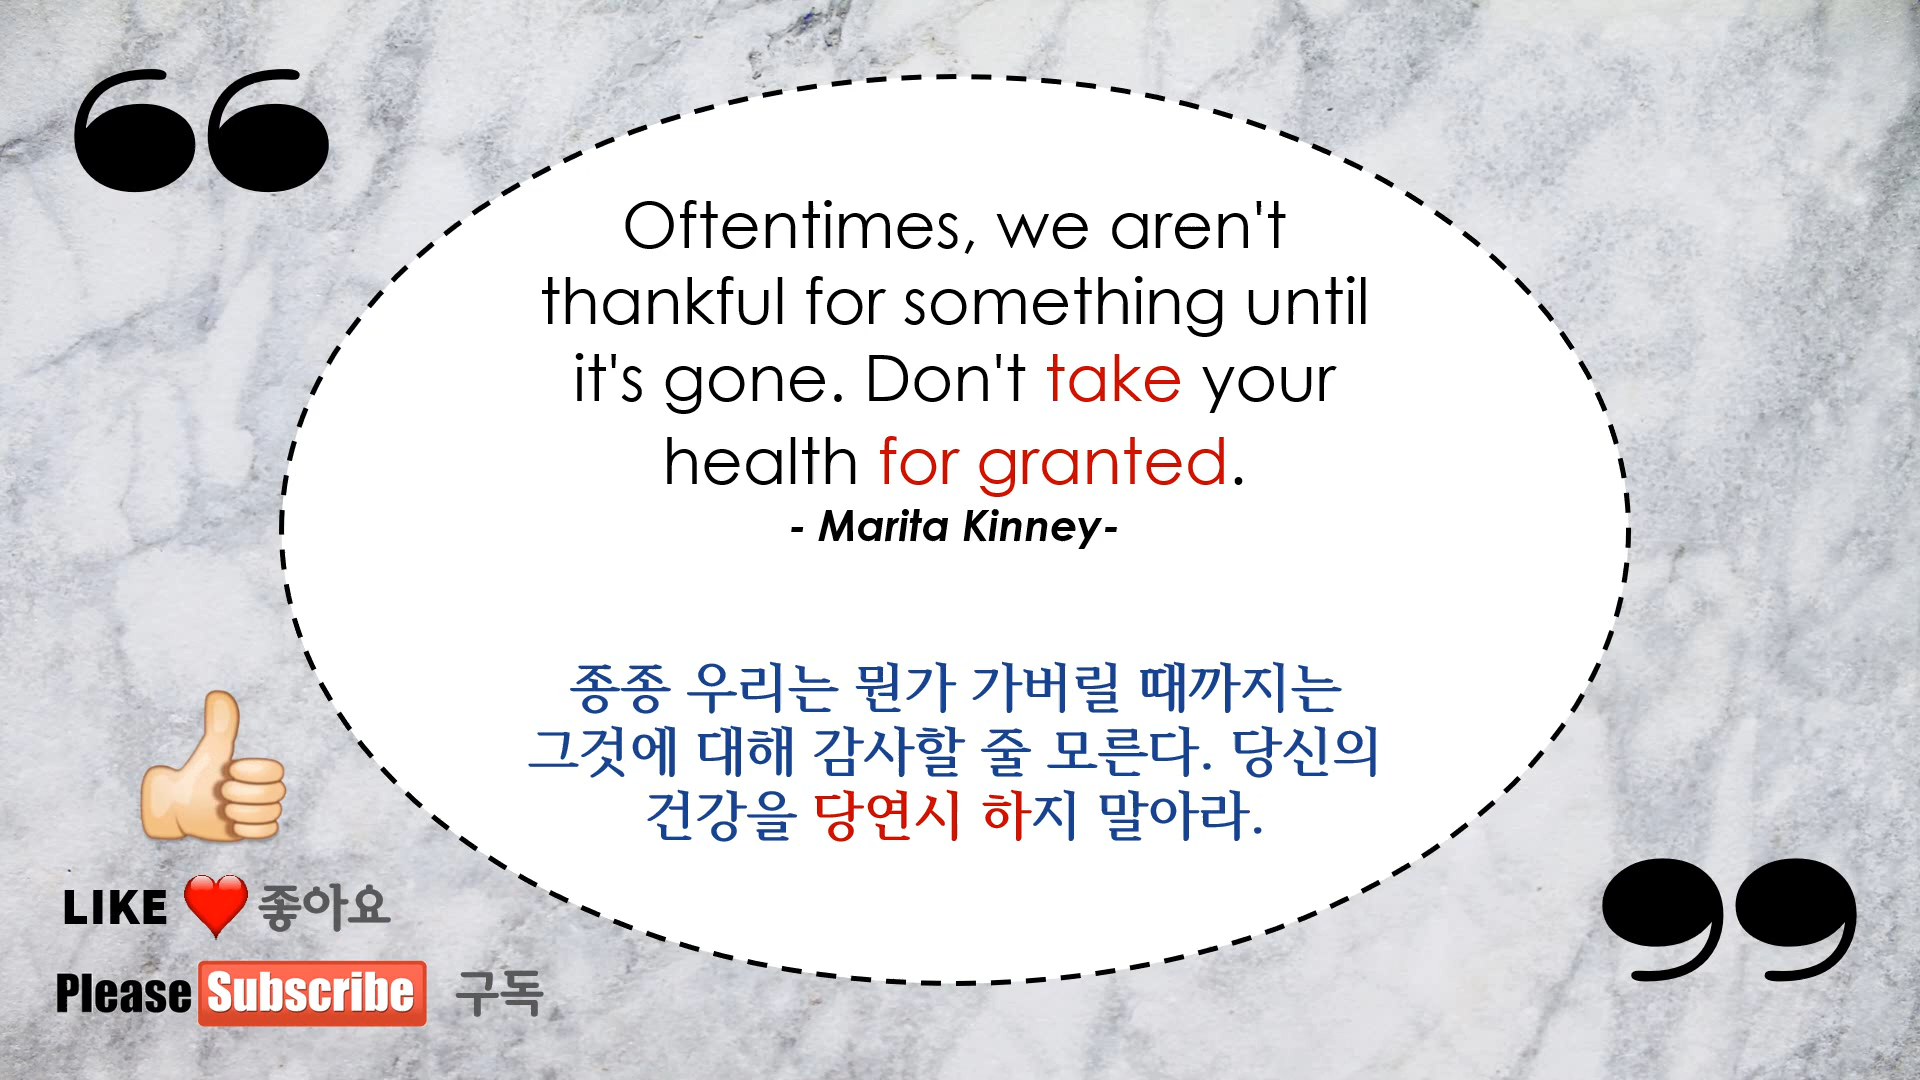 Oftentimes, we aren't
thankful for something until
it's gone. Don't take your
health for granted.
- Marita Kinney-
종종 우리는 뭔가 가버릴 때까지는
그것에 대해 감사할 줄 모른다. 당신의
건강을 당연시 하지 말아라.
LIKE 좋아요
Please Subscribe 구독